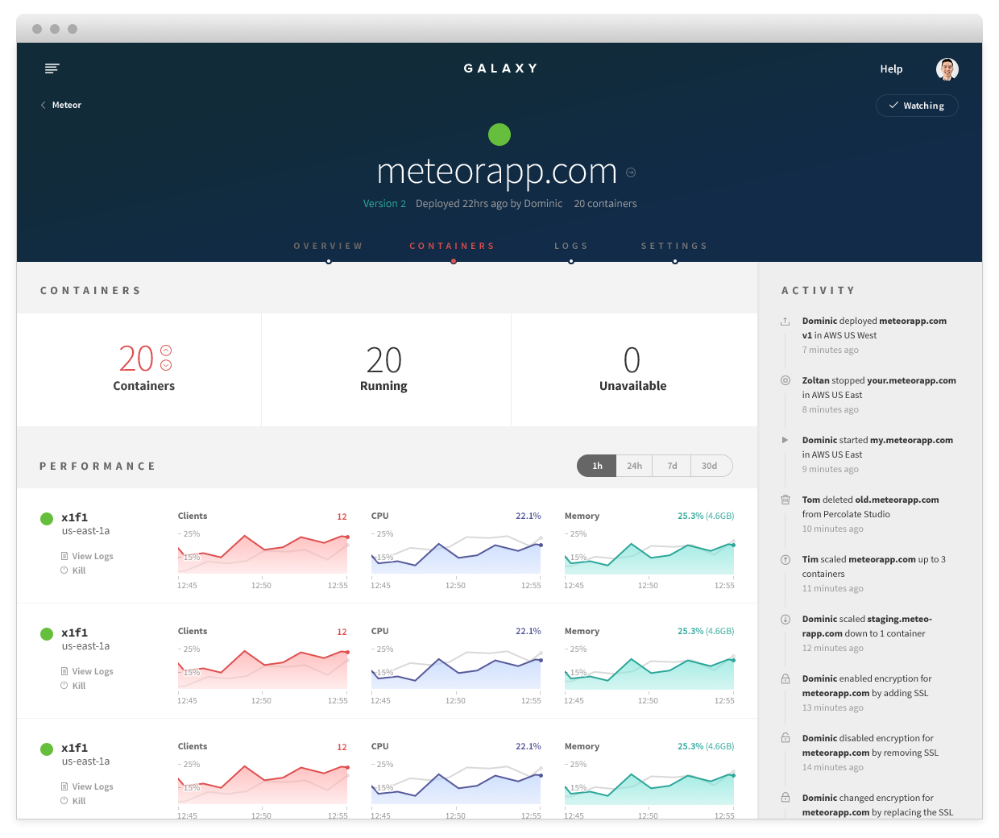 GALAXY
Help
Meteor
Watching
meteorapp.com
Version 2 Deployed 22hrs ago by Dominic 20 containers
OVERVIEW CONTAINERS LOGS SETTINGS
CONTAINERS
20
Containers
20
Running
0
Unavailable
PERFORMANCE
1h 24h 7d 30d
x1f1
us-east-1a
View Logs
Kill
Clients 12
25%
15%
12:45 12:50 12:55
CPU 22.1%
25%
15%
12:45 12:50 12:55
Memory 25.3% (4.6GB)
25%
15%
12:45 12:50 12:55
x1f1
us-east-1a
View Logs
Kill
Clients 12
25%
15%
12:45 12:50 12:55
CPU 22.1%
25%
15%
12:45 12:50 12:55
Memory 25.3% (4.6GB)
25%
15%
12:45 12:50 12:55
x1f1
us-east-1a
View Logs
Kill
Clients 12
25%
15%
12:45 12:50 12:55
CPU 22.1%
25%
15%
12:45 12:50 12:55
Memory 25.3% (4.6GB)
25%
15%
12:45 12:50 12:55
ACTIVITY
Dominic deployed meteorapp.com
v1 in AWS US West
7 minutes ago
Zoltan stopped your.meteorapp.com
in AWS US East
8 minutes ago
Dominic started my.meteorapp.com
in AWS US East
9 minutes ago
Tom deleted old.meteorapp.com
from Percolate Studio
10 minutes ago
Tim scaled meteorapp.com up to 3
containers
11 minutes ago
Dominic scaled staging.meteo-
rapp.com down to 1 container
12 minutes ago
Dominic enabled encryption for
meteorapp.com by adding SSL
13 minutes ago
Dominic disabled encryption for
meteorapp.com by removing SSL
14 minutes ago
Dominic changed encryption for
meteorapp.com by replacing the SSL